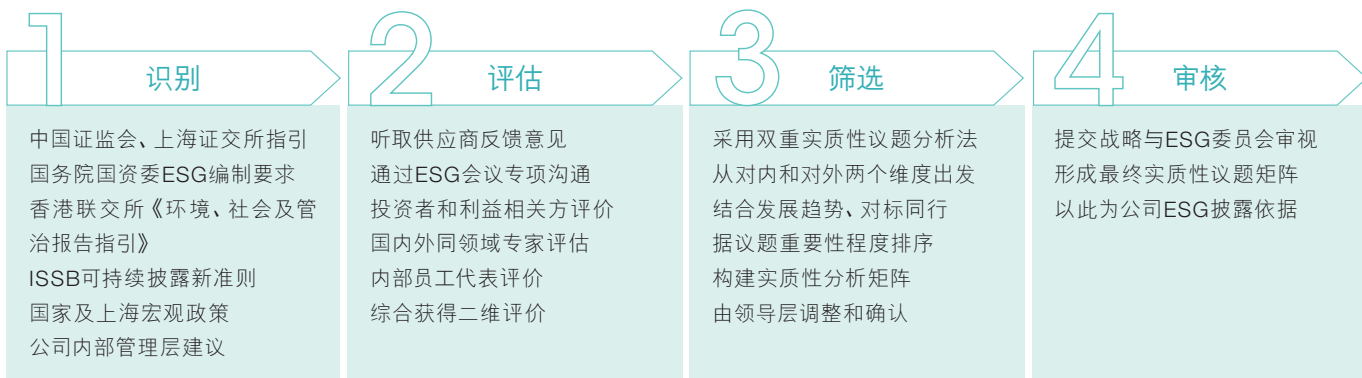 1
识别
中国证监会、上海证交所指引
国务院国资委ESG编制要求
香港联交所《环境、社会及管
治报告指引》
ISSB可持续披露新准则
国家及上海宏观政策
公司内部管理层建议
2
评估
听取供应商反馈意见
通过ESG会议专项沟通
投资者和利益相关方评价
国内外同领域专家评估
内部员工代表评价
综合获得二维评价
3
筛选
采用双重实质性议题分析法
从对内和对外两个维度出发
结合发展趋势、对标同行
据议题重要性程度排序
构建实质性分析矩阵
由领导层调整和确认
4
审核
提交战略与ESG委员会审视
形成最终实质性议题矩阵
以此为公司ESG披露依据